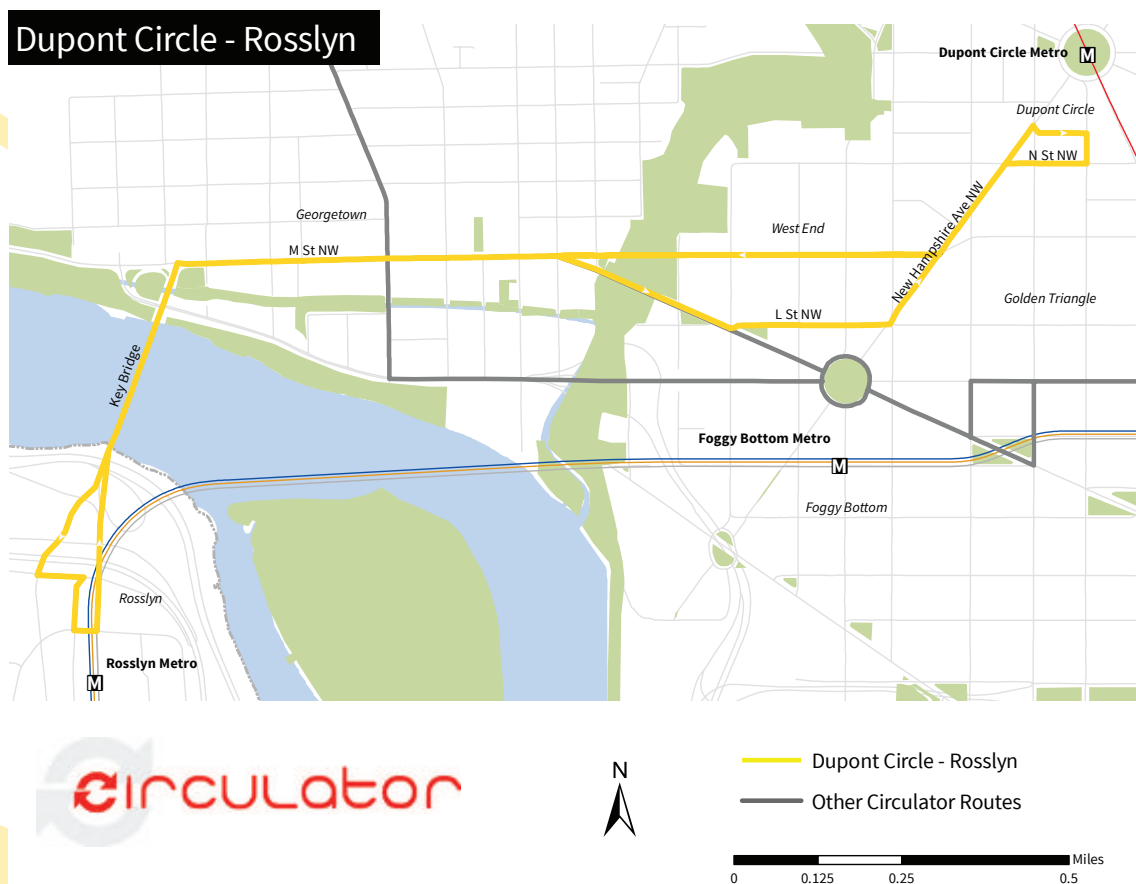 Dupont Circle - Rosslyn
Dupont Circle Metro
M
Dupont Circle
N St NW
Georgetown
West End
M St NW
New Hampshire Ave NW
Golden Triangle
L St NW
Key Bridge
Foggy Bottom Metro
M
Foggy Bottom
Rosslyn
Rosslyn Metro
M
circulator
N
Dupont Circle - Rosslyn
Other Circulator Routes
Miles
0 0.125 0.25 0.5